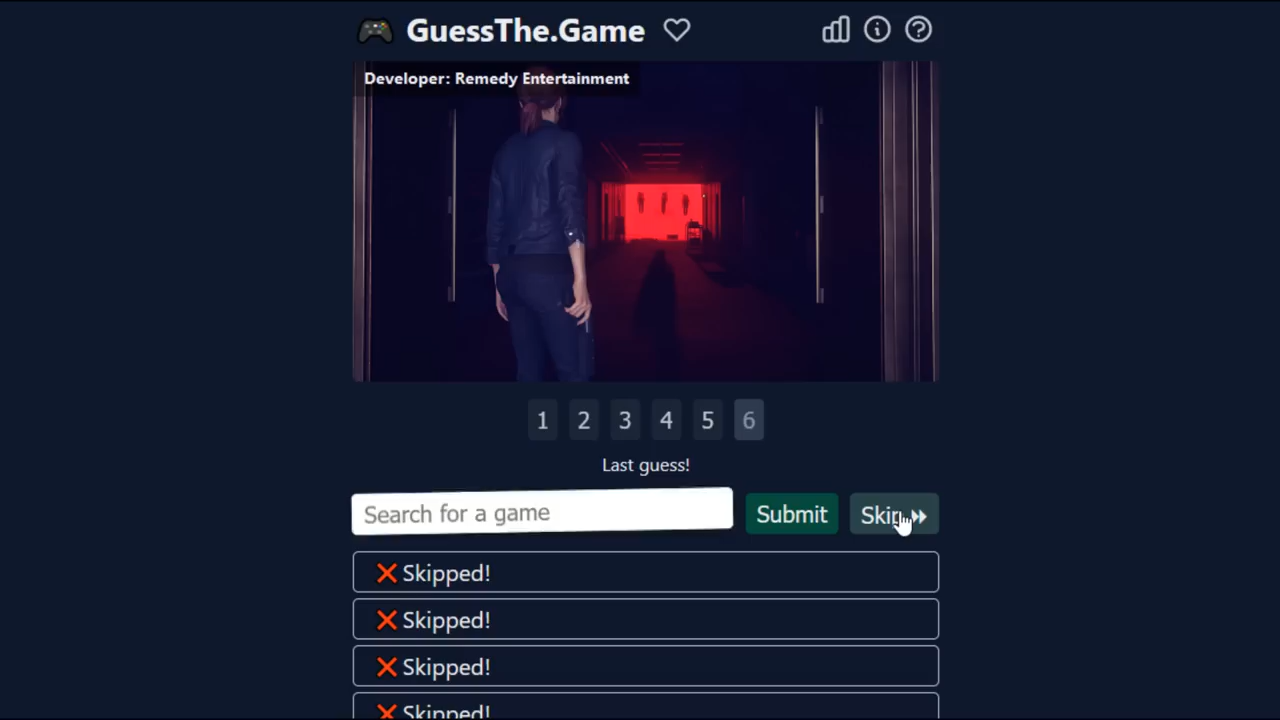 GuessThe.Game
Developer: Remedy Entertainment
1 2 3 4 5 6
Last guess!
Search for a game
Submit
Skip
Skipped!
Skipped!
Skipped!
Skipped!